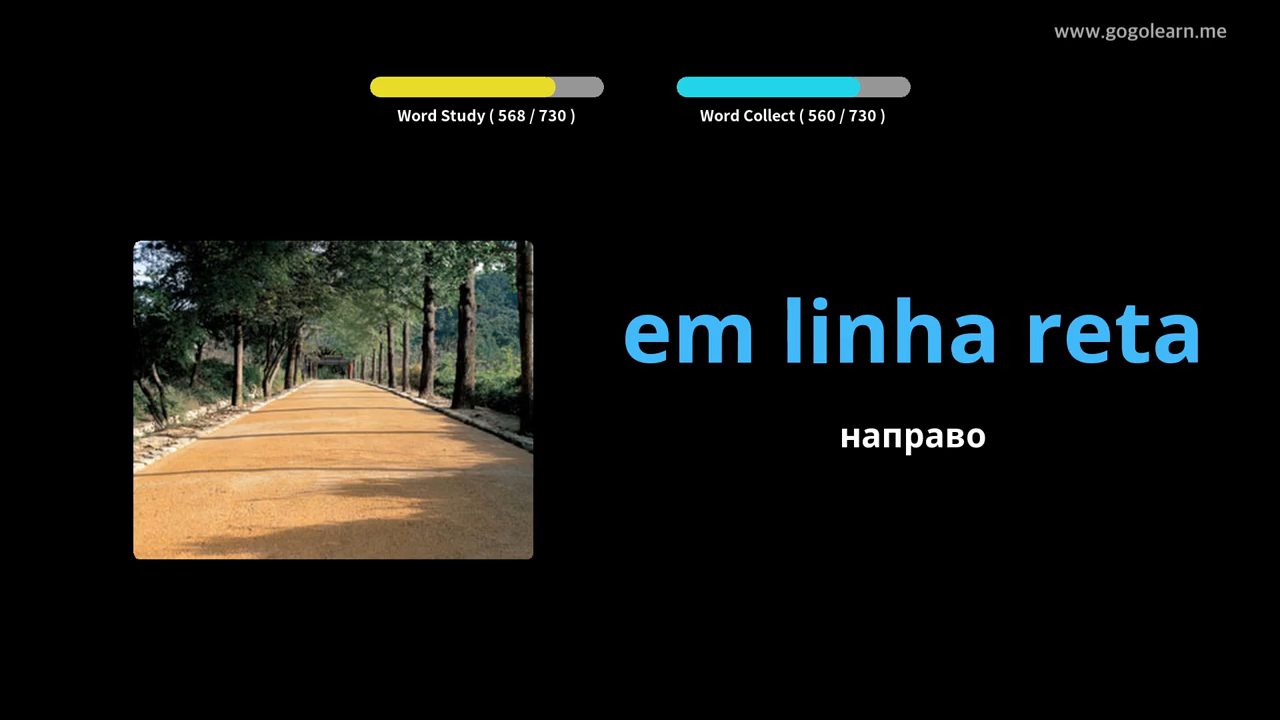 www.gogolearn.me
Word Study ( 568 / 730 )
Word Collect ( 560 / 730 )
em linha reta
направо